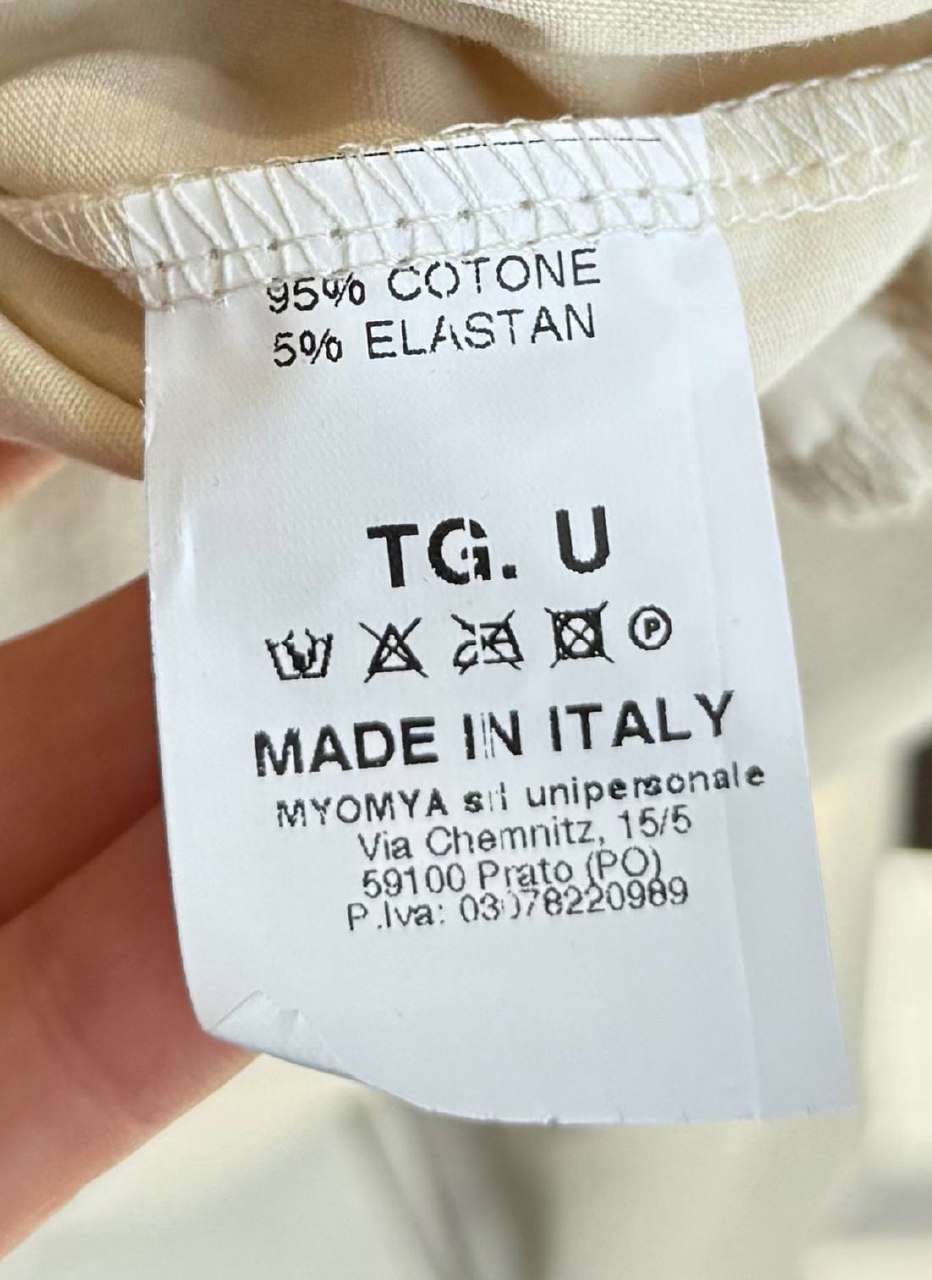 95% COTONE
5% ELASTAN
TG. U
P
MADE IN ITALY
MYOMYA srl unipersonale
Via Chemnitz, 15/5
59100 Prato (PO)
P.Iva: 03078220989